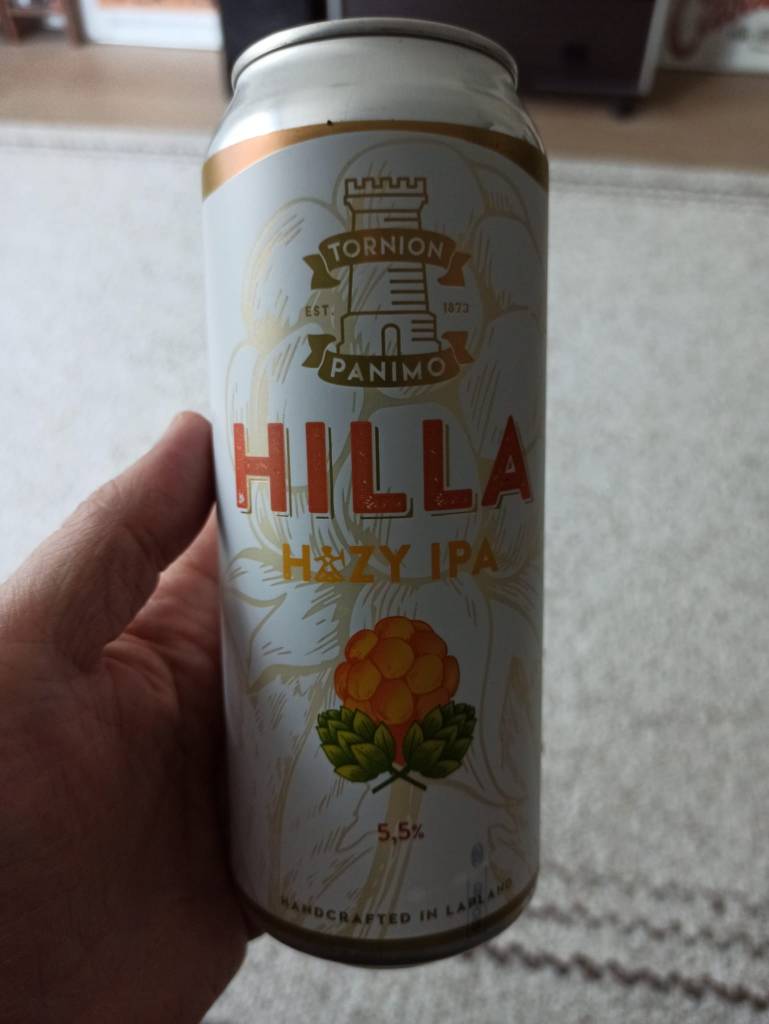 TORNION
EST. 1873
PANIMO
HILLA
HAZY IPA
5,5%
HANDCRAFTED IN LAPLAND